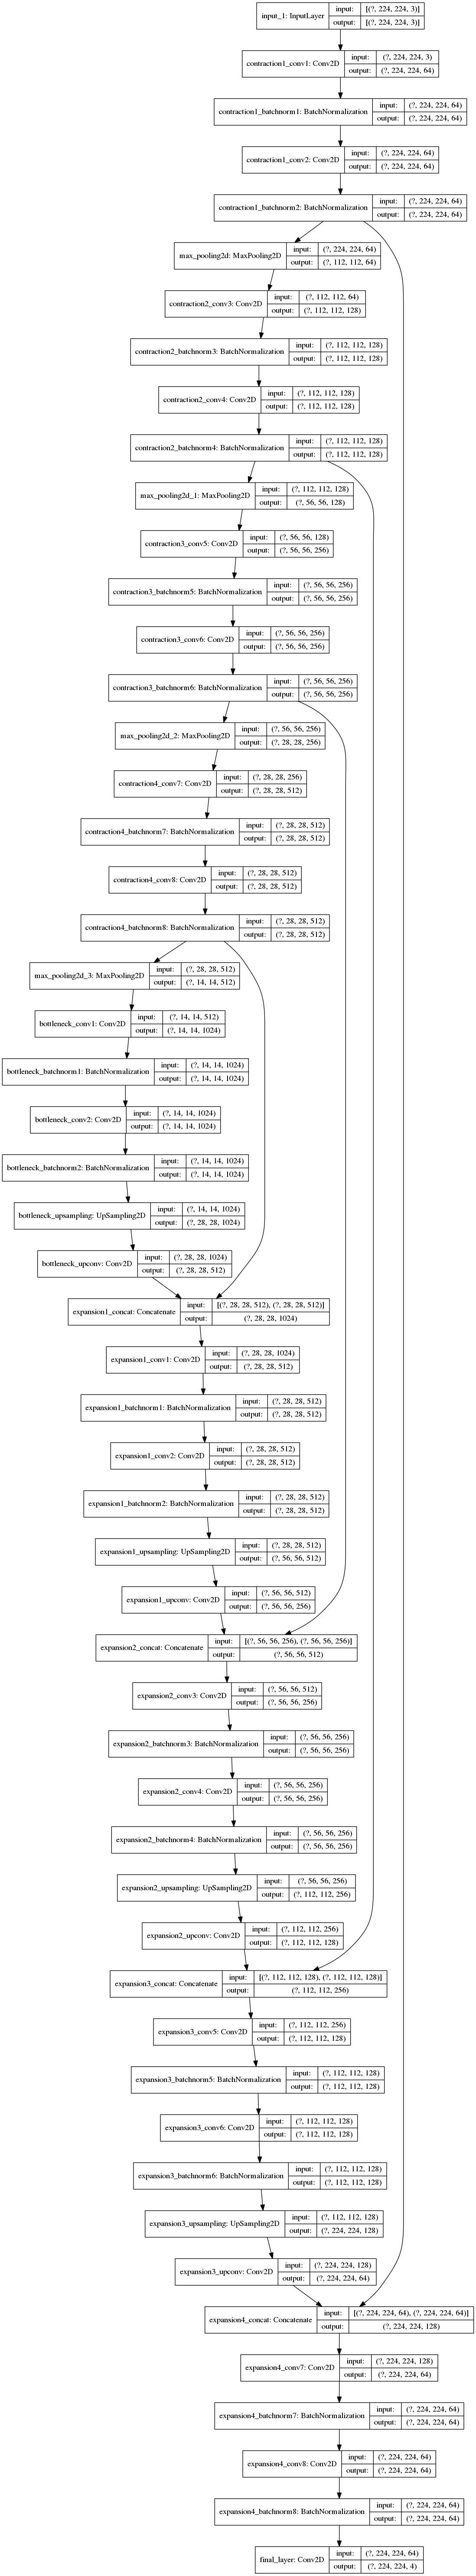 input_1: InputLayer input: [(?, 224, 224, 3)]
output: [(?, 224, 224, 3)]
contraction1_conv1: Conv2D input: (?, 224, 224, 3)
output: (?, 224, 224, 64)
contraction1_batchnorm1: BatchNormalization input: (?, 224, 224, 64)
output: (?, 224, 224, 64)
contraction1_conv2: Conv2D input: (?, 224, 224, 64)
output: (?, 224, 224, 64)
contraction1_batchnorm2: BatchNormalization input: (?, 224, 224, 64)
output: (?, 224, 224, 64)
max_pooling2d: MaxPooling2D input: (?, 224, 224, 64)
output: (?, 112, 112, 64)
contraction2_conv3: Conv2D input: (?, 112, 112, 64)
output: (?, 112, 112, 128)
contraction2_batchnorm3: BatchNormalization input: (?, 112, 112, 128)
output: (?, 112, 112, 128)
contraction2_conv4: Conv2D input: (?, 112, 112, 128)
output: (?, 112, 112, 128)
contraction2_batchnorm4: BatchNormalization input: (?, 112, 112, 128)
output: (?, 112, 112, 128)
max_pooling2d_1: MaxPooling2D input: (?, 112, 112, 128)
output: (?, 56, 56, 128)
contraction3_conv5: Conv2D input: (?, 56, 56, 128)
output: (?, 56, 56, 256)
contraction3_batchnorm5: BatchNormalization input: (?, 56, 56, 256)
output: (?, 56, 56, 256)
contraction3_conv6: Conv2D input: (?, 56, 56, 256)
output: (?, 56, 56, 256)
contraction3_batchnorm6: BatchNormalization input: (?, 56, 56, 256)
output: (?, 56, 56, 256)
max_pooling2d_2: MaxPooling2D input: (?, 56, 56, 256)
output: (?, 28, 28, 256)
contraction4_conv7: Conv2D input: (?, 28, 28, 256)
output: (?, 28, 28, 512)
contraction4_batchnorm7: BatchNormalization input: (?, 28, 28, 512)
output: (?, 28, 28, 512)
contraction4_conv8: Conv2D input: (?, 28, 28, 512)
output: (?, 28, 28, 512)
contraction4_batchnorm8: BatchNormalization input: (?, 28, 28, 512)
output: (?, 28, 28, 512)
max_pooling2d_3: MaxPooling2D input: (?, 28, 28, 512)
output: (?, 14, 14, 512)
bottleneck_conv1: Conv2D input: (?, 14, 14, 512)
output: (?, 14, 14, 1024)
bottleneck_batchnorm1: BatchNormalization input: (?, 14, 14, 1024)
output: (?, 14, 14, 1024)
bottleneck_conv2: Conv2D input: (?, 14, 14, 1024)
output: (?, 14, 14, 1024)
bottleneck_batchnorm2: BatchNormalization input: (?, 14, 14, 1024)
output: (?, 14, 14, 1024)
bottleneck_upsampling: UpSampling2D input: (?, 14, 14, 1024)
output: (?, 28, 28, 1024)
bottleneck_upconv: Conv2D input: (?, 28, 28, 1024)
output: (?, 28, 28, 512)
expansion1_concat: Concatenate input: [(?, 28, 28, 512), (?, 28, 28, 512)]
output: (?, 28, 28, 1024)
expansion1_conv1: Conv2D input: (?, 28, 28, 1024)
output: (?, 28, 28, 512)
expansion1_batchnorm1: BatchNormalization input: (?, 28, 28, 512)
output: (?, 28, 28, 512)
expansion1_conv2: Conv2D input: (?, 28, 28, 512)
output: (?, 28, 28, 512)
expansion1_batchnorm2: BatchNormalization input: (?, 28, 28, 512)
output: (?, 28, 28, 512)
expansion1_upsampling: UpSampling2D input: (?, 28, 28, 512)
output: (?, 56, 56, 512)
expansion1_upconv: Conv2D input: (?, 56, 56, 512)
output: (?, 56, 56, 256)
expansion2_concat: Concatenate input: [(?, 56, 56, 256), (?, 56, 56, 256)]
output: (?, 56, 56, 512)
expansion2_conv3: Conv2D input: (?, 56, 56, 512)
output: (?, 56, 56, 256)
expansion2_batchnorm3: BatchNormalization input: (?, 56, 56, 256)
output: (?, 56, 56, 256)
expansion2_conv4: Conv2D input: (?, 56, 56, 256)
output: (?, 56, 56, 256)
expansion2_batchnorm4: BatchNormalization input: (?, 56, 56, 256)
output: (?, 56, 56, 256)
expansion2_upsampling: UpSampling2D input: (?, 56, 56, 256)
output: (?, 112, 112, 256)
expansion2_upconv: Conv2D input: (?, 112, 112, 256)
output: (?, 112, 112, 128)
expansion3_concat: Concatenate input: [(?, 112, 112, 128), (?, 112, 112, 128)]
output: (?, 112, 112, 256)
expansion3_conv5: Conv2D input: (?, 112, 112, 256)
output: (?, 112, 112, 128)
expansion3_batchnorm5: BatchNormalization input: (?, 112, 112, 128)
output: (?, 112, 112, 128)
expansion3_conv6: Conv2D input: (?, 112, 112, 128)
output: (?, 112, 112, 128)
expansion3_batchnorm6: BatchNormalization input: (?, 112, 112, 128)
output: (?, 112, 112, 128)
expansion3_upsampling: UpSampling2D input: (?, 112, 112, 128)
output: (?, 224, 224, 128)
expansion3_upconv: Conv2D input: (?, 224, 224, 128)
output: (?, 224, 224, 64)
expansion4_concat: Concatenate input: [(?, 224, 224, 64), (?, 224, 224, 64)]
output: (?, 224, 224, 128)
expansion4_conv7: Conv2D input: (?, 224, 224, 128)
output: (?, 224, 224, 64)
expansion4_batchnorm7: BatchNormalization input: (?, 224, 224, 64)
output: (?, 224, 224, 64)
expansion4_conv8: Conv2D input: (?, 224, 224, 64)
output: (?, 224, 224, 64)
expansion4_batchnorm8: BatchNormalization input: (?, 224, 224, 64)
output: (?, 224, 224, 64)
final_layer: Conv2D input: (?, 224, 224, 64)
output: (?, 224, 224, 4)